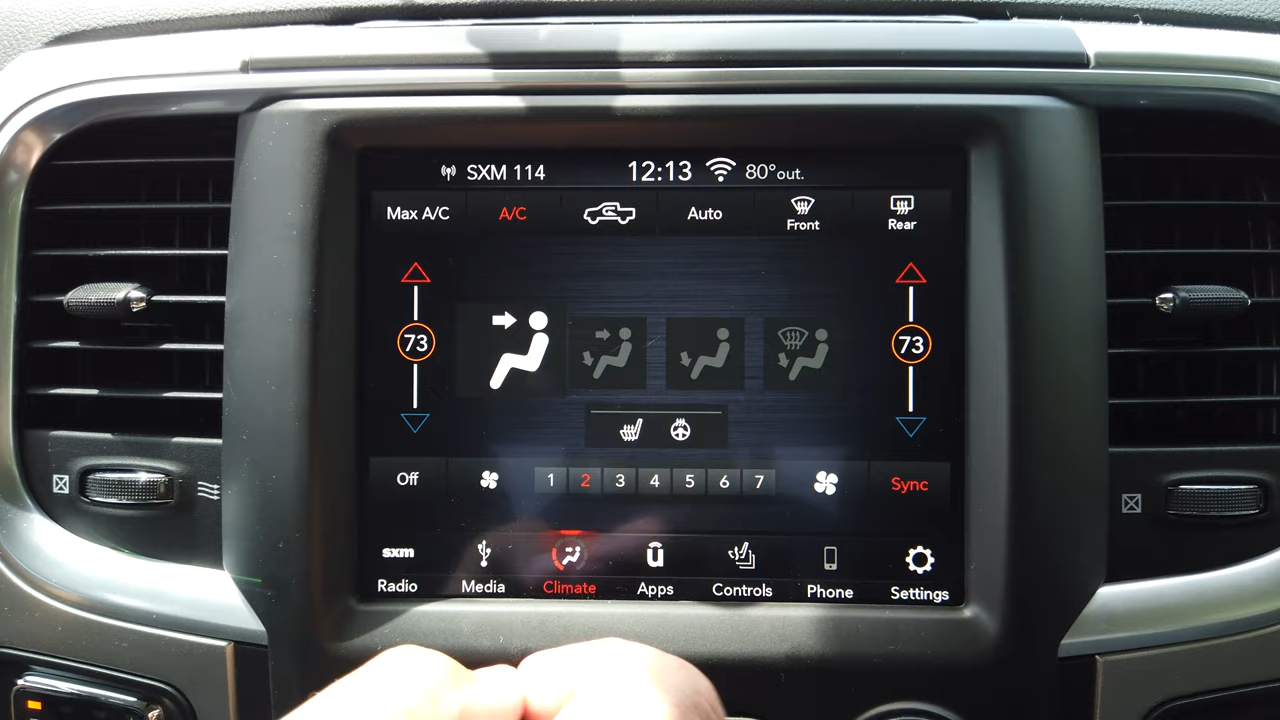 SXM 114 12:13 80°out.
Max A/C A/C Auto Front Rear
73 73
Off 1 2 3 4 5 6 7 Sync
sxm
Radio Media Climate Apps Controls Phone Settings